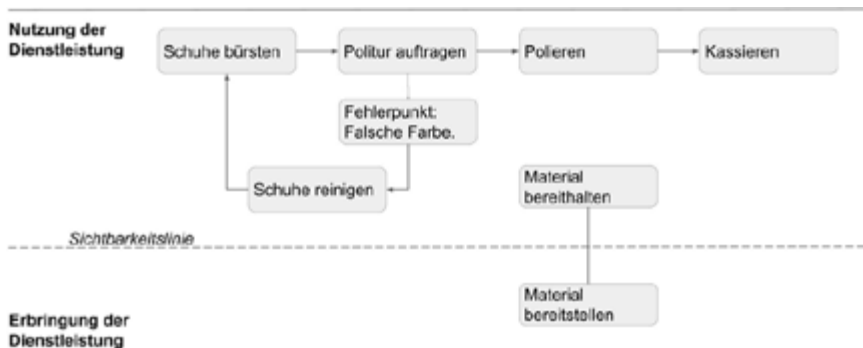 Nutzung der
Dienstleistung
Schuhe bürsten
Politur auftragen
Polieren
Kassieren
Fehlerpunkt:
Falsche Farbe.
Schuhe reinigen
Material
bereithalten
Sichtbarkeitslinie
Material
bereitstellen
Erbringung der
Dienstleistung